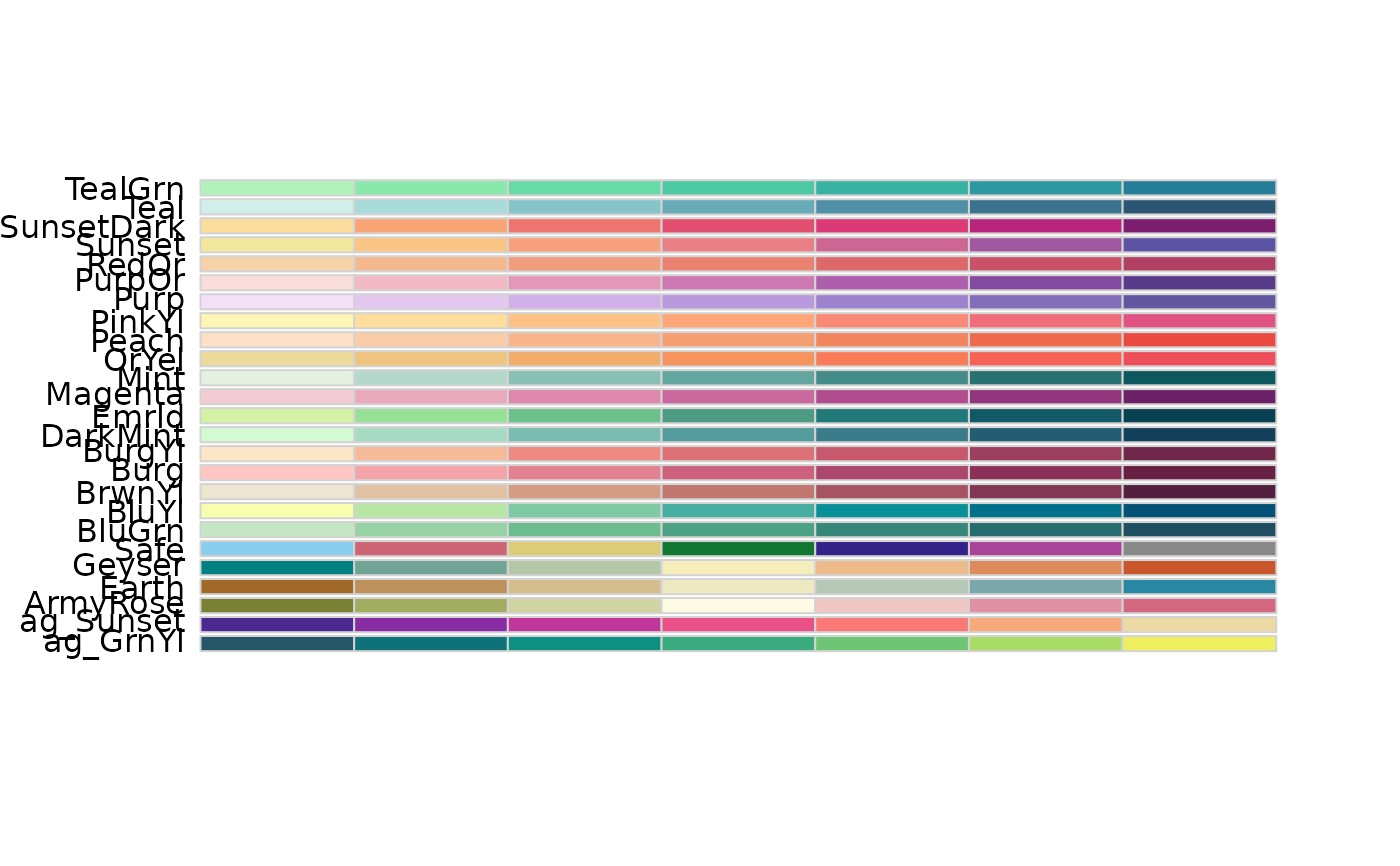 TealGrn
Teal
SunsetDark
Sunset
RedOr
PurpOr
Purp
PinkYl
Peach
OrYel
Mint
Magenta
Emrld
DarkMint
BurgYl
Burg
BrwnYl
BluYl
BluGrn
Safe
Geyser
Earth
ArmyRose
ag_Sunset
ag_GrnYl